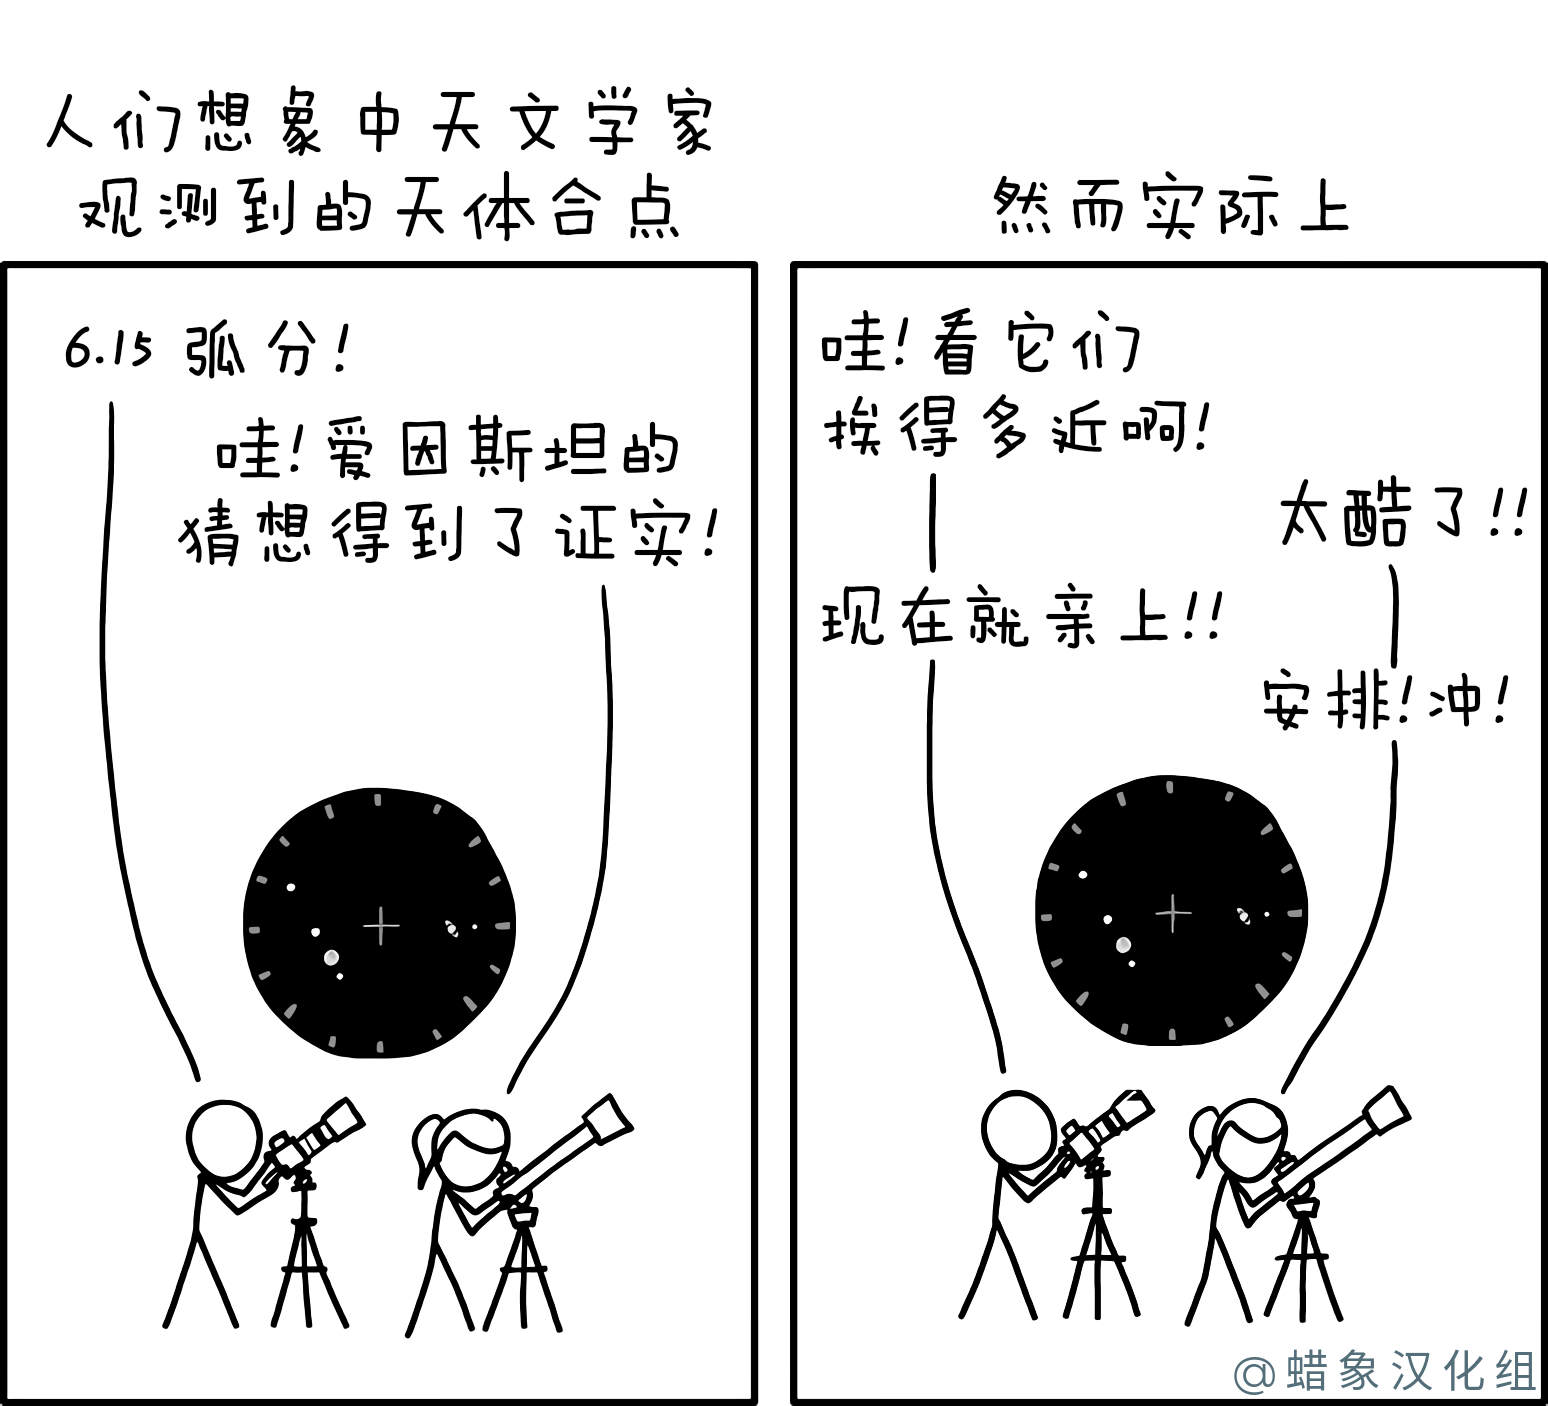 人们想象中天文学家
观测到的天体合点
6.15 弧分!
哇!爱因斯坦的
猜想得到了证实!
然而实际上
哇!看它们
挨得多近啊!
太酷了!!
现在就亲上!!
安排!冲!
@蜡象汉化组